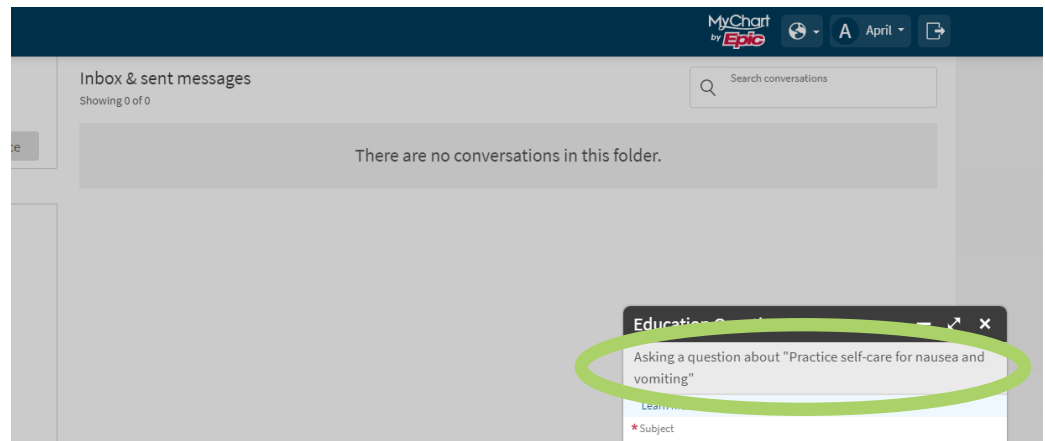 MyChart
by Epic
A April
Inbox & sent messages
Showing 0 of 0
Search conversations
There are no conversations in this folder.
Asking a question about "Practice self-care for nausea and
vomiting"
*Subject